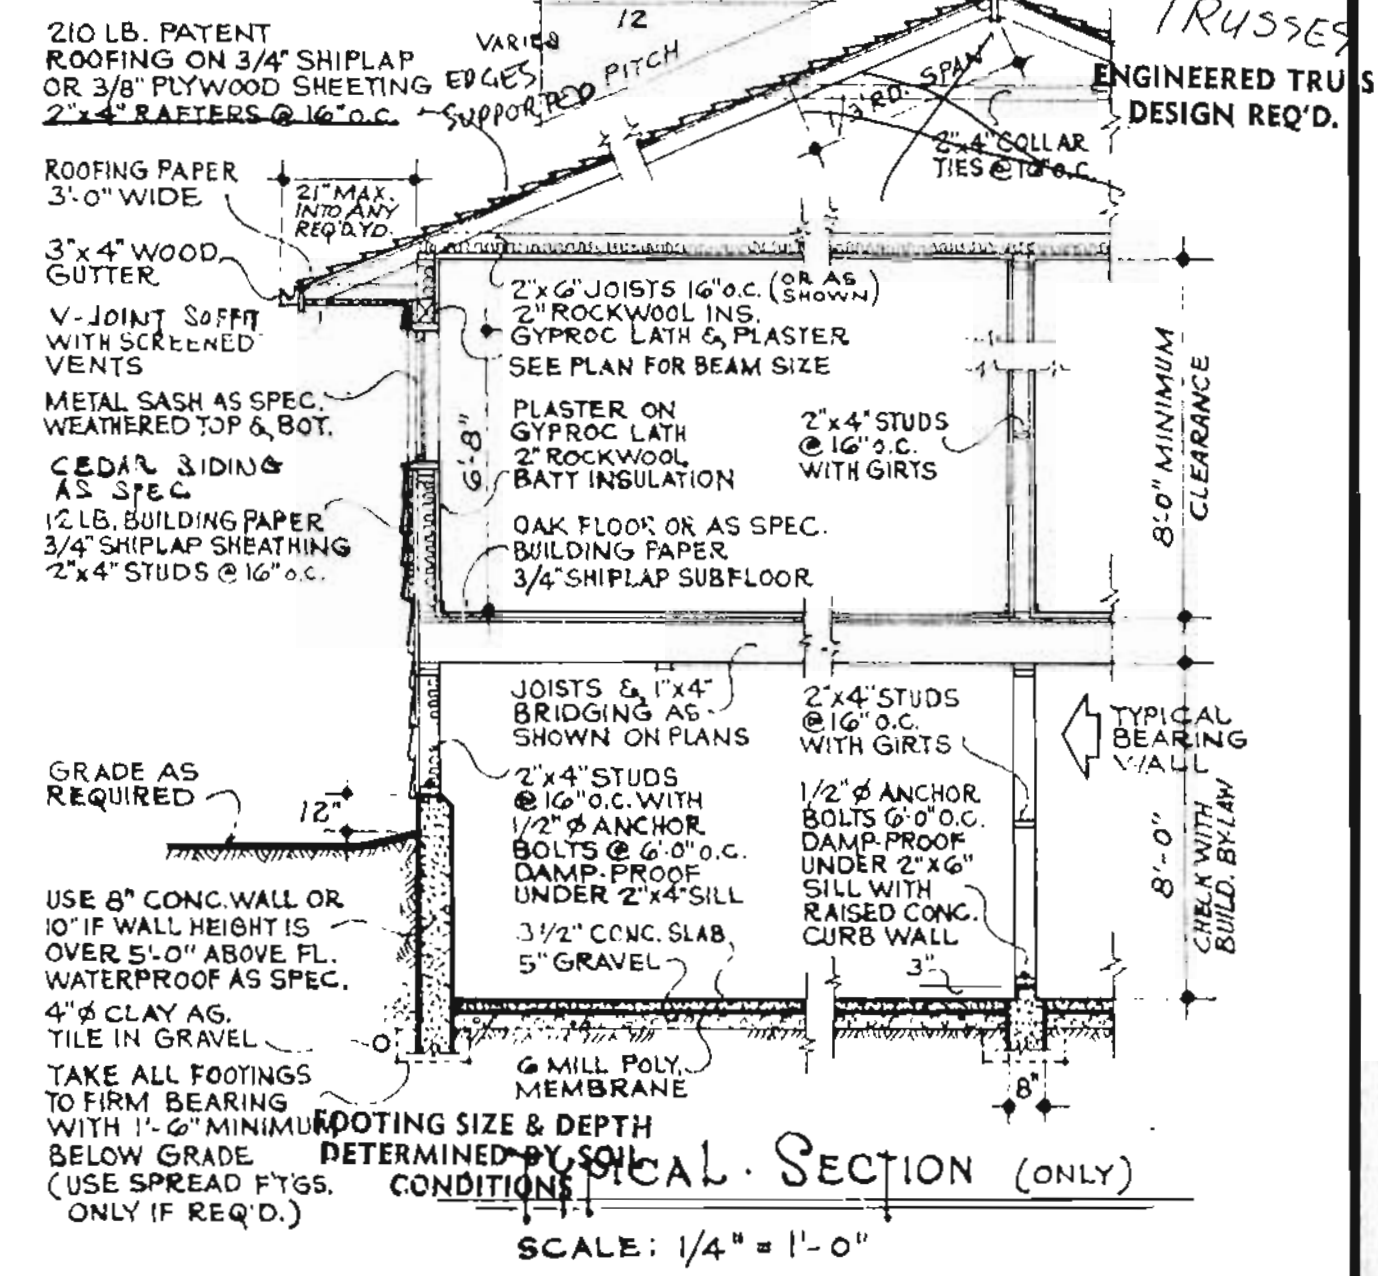 210 LB. PATENT
ROOFING ON 3/4" SHIPLAP
OR 3/8" PLYWOOD SHEETING
2"x4" RAFTERS @ 16" O.C.
VARIES
EDGES
SUPPORTED PITCH
12
TRUSSES
ENGINEERED TRUSS
DESIGN REQ'D.
1/3 RD. SPAN
2"x4" COLLAR
TIES @ 16" O.C.
ROOFING PAPER
3'-0" WIDE
21" MAX.
INTO ANY
REQ'D. YD.
3"x4" WOOD
GUTTER
V-JOINT SOFFIT
WITH SCREENED
VENTS
METAL SASH AS SPEC.
WEATHERED TOP & BOT.
CEDAR SIDING
AS SPEC
12 LB. BUILDING PAPER
3/4" SHIPLAP SHEATHING
2"x4" STUDS @ 16" O.C.
2"x6" JOISTS 16" O.C. (OR AS
SHOWN)
2" ROCKWOOL INS.
GYPROC LATH & PLASTER
SEE PLAN FOR BEAM SIZE
6'-8"
PLASTER ON
GYPROC LATH
2" ROCKWOOL
BATT INSULATION
2"x4" STUDS
@ 16" O.C.
WITH GIRTS
OAK FLOOR OR AS SPEC.
BUILDING PAPER
3/4" SHIPLAP SUBFLOOR
8'-0" MINIMUM
CLEARANCE
JOISTS & 1"x4"
BRIDGING AS
SHOWN ON PLANS
2"x4" STUDS
@ 16" O.C.
WITH GIRTS
TYPICAL
BEARING
WALL
GRADE AS
REQUIRED
12"
2"x4" STUDS
@ 16" O.C. WITH
1/2" Ø ANCHOR
BOLTS @ 6'-0" O.C.
DAMP-PROOF
UNDER 2"x4" SILL
1/2" Ø ANCHOR
BOLTS 6'-0" O.C.
DAMP-PROOF
UNDER 2"x6"
SILL WITH
RAISED CONC.
CURB WALL
8'-0"
CHECK WITH
BUILD. BY-LAW
USE 8" CONC. WALL OR
10" IF WALL HEIGHT IS
OVER 5'-0" ABOVE FL.
WATERPROOF AS SPEC.
3 1/2" CONC. SLAB
5" GRAVEL
3"
4" Ø CLAY AG.
TILE IN GRAVEL
6 MILL POLY.
MEMBRANE
8"
TAKE ALL FOOTINGS
TO FIRM BEARING
WITH 1'-6" MINIMUM
BELOW GRADE
(USE SPREAD FT'GS.
ONLY IF REQ'D.)
FOOTING SIZE & DEPTH
DETERMINED BY SOIL
CONDITIONS
TYPICAL · SECTION (ONLY)
SCALE: 1/4" = 1'-0"